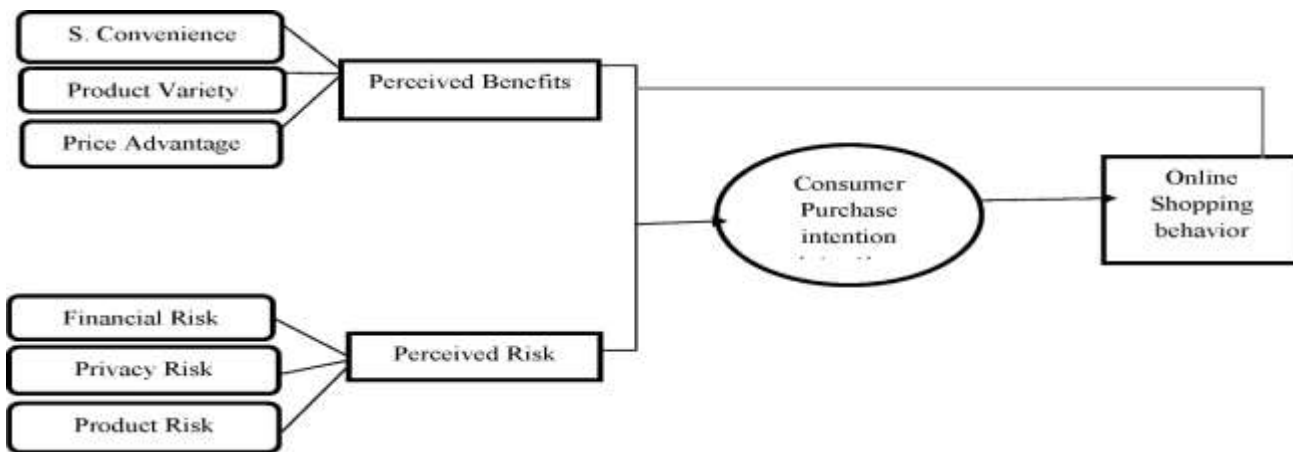 S. Convenience
Product Variety
Price Advantage
Perceived Benefits
Consumer
Purchase
intention
Online
Shopping
behavior
Financial Risk
Privacy Risk
Product Risk
Perceived Risk